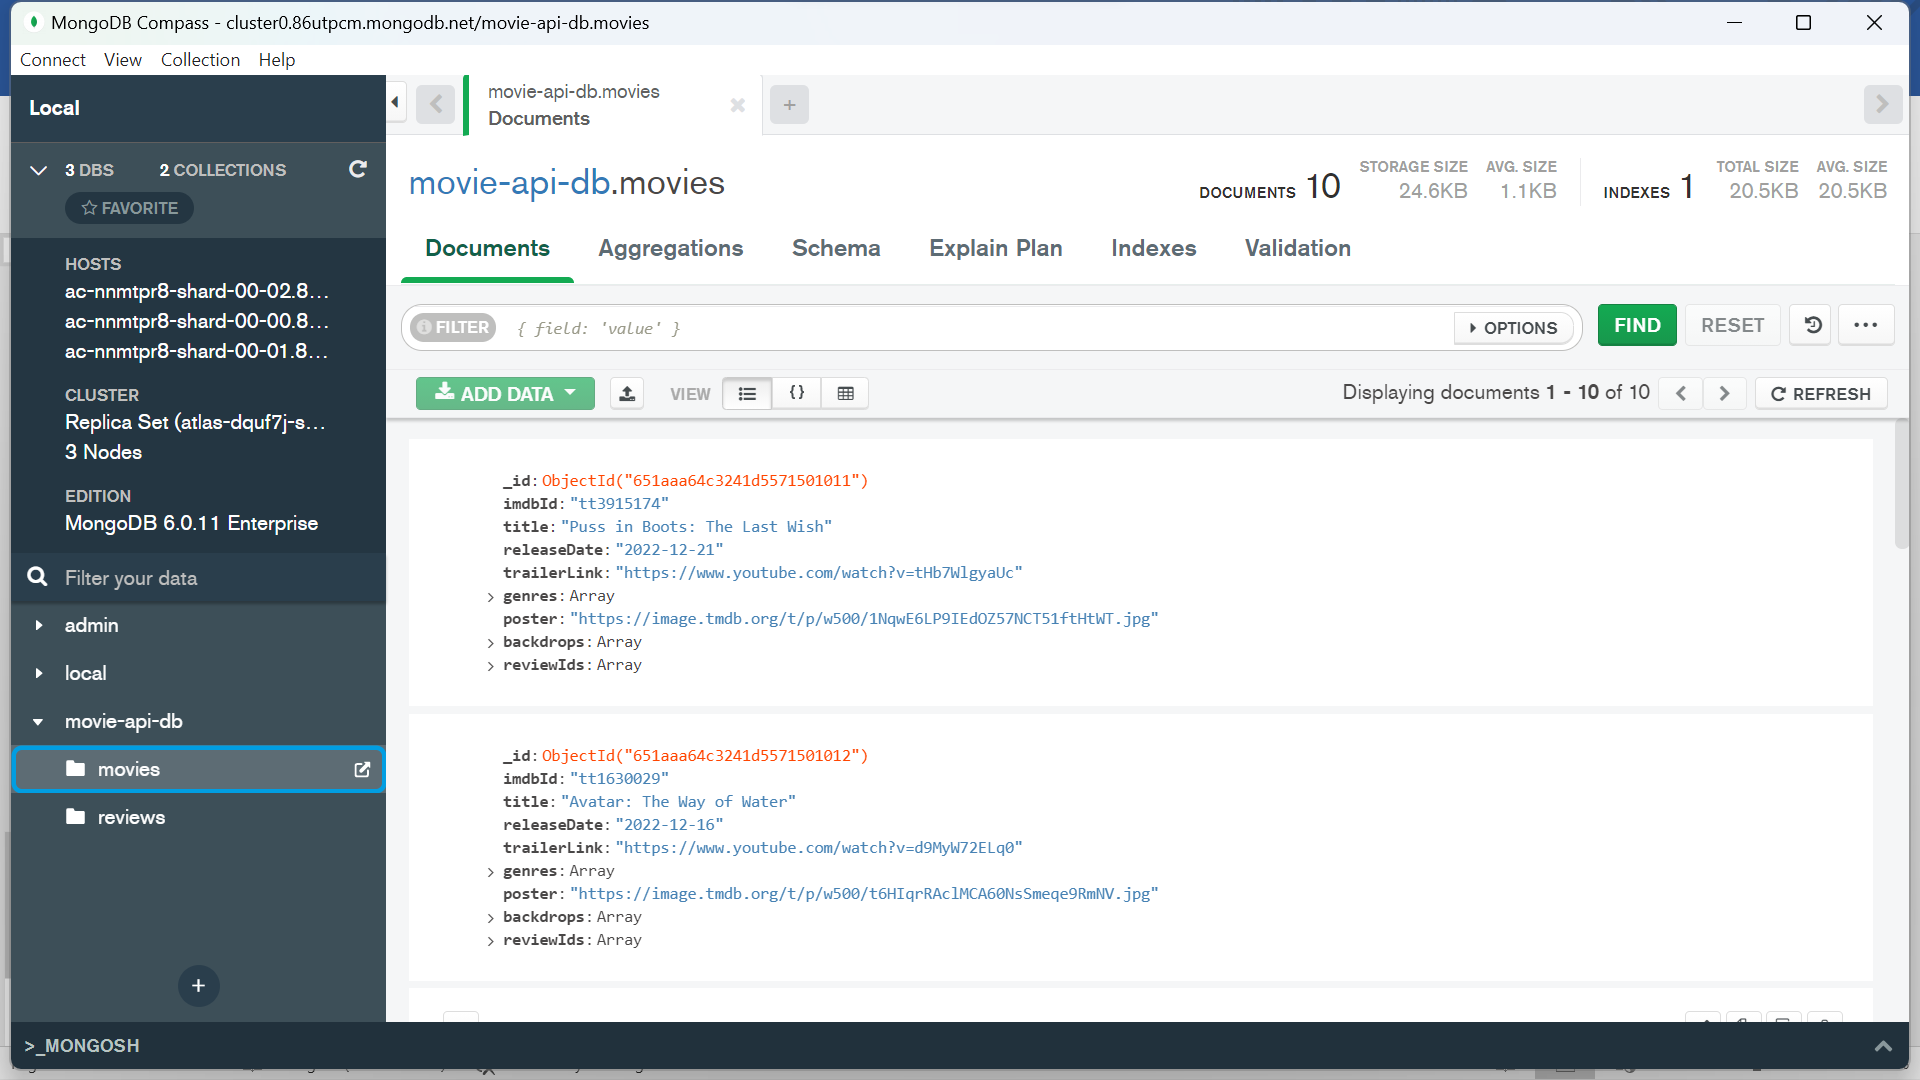 MongoDB Compass - cluster0.86utpcm.mongodb.net/movie-api-db.movies
Connect View Collection Help
Local
3 DBS 2 COLLECTIONS
FAVORITE
HOSTS
ac-nnmtpr8-shard-00-02.8...
ac-nnmtpr8-shard-00-00.8...
ac-nnmtpr8-shard-00-01.8...
CLUSTER
Replica Set (atlas-dquf7j-s...
3 Nodes
EDITION
MongoDB 6.0.11 Enterprise
Filter your data
admin
local
movie-api-db
movies
reviews
+
movie-api-db.movies
Documents
+
movie-api-db.movies
DOCUMENTS 10
STORAGE SIZE AVG. SIZE
24.6KB 1.1KB
INDEXES 1
TOTAL SIZE AVG. SIZE
20.5KB 20.5KB
Documents Aggregations Schema Explain Plan Indexes Validation
FILTER { field: 'value' } OPTIONS FIND RESET ...
ADD DATA VIEW {} Displaying documents 1 - 10 of 10 REFRESH
_id: ObjectId("651aaa64c3241d5571501011")
imdbId: "tt3915174"
title: "Puss in Boots: The Last Wish"
releaseDate: "2022-12-21"
trailerLink: "https://www.youtube.com/watch?v=tHb7WlgyaUc"
genres: Array
poster: "https://image.tmdb.org/t/p/w500/1NqwE6LP9IEdOZ57NCT51ftHtWT.jpg"
backdrops: Array
reviewIds: Array
_id: ObjectId("651aaa64c3241d5571501012")
imdbId: "tt1630029"
title: "Avatar: The Way of Water"
releaseDate: "2022-12-16"
trailerLink: "https://www.youtube.com/watch?v=d9MyW72ELq0"
genres: Array
poster: "https://image.tmdb.org/t/p/w500/t6HIqrRAclMCA60NsSmeqe9RmNV.jpg"
backdrops: Array
reviewIds: Array
>_MONGOSH